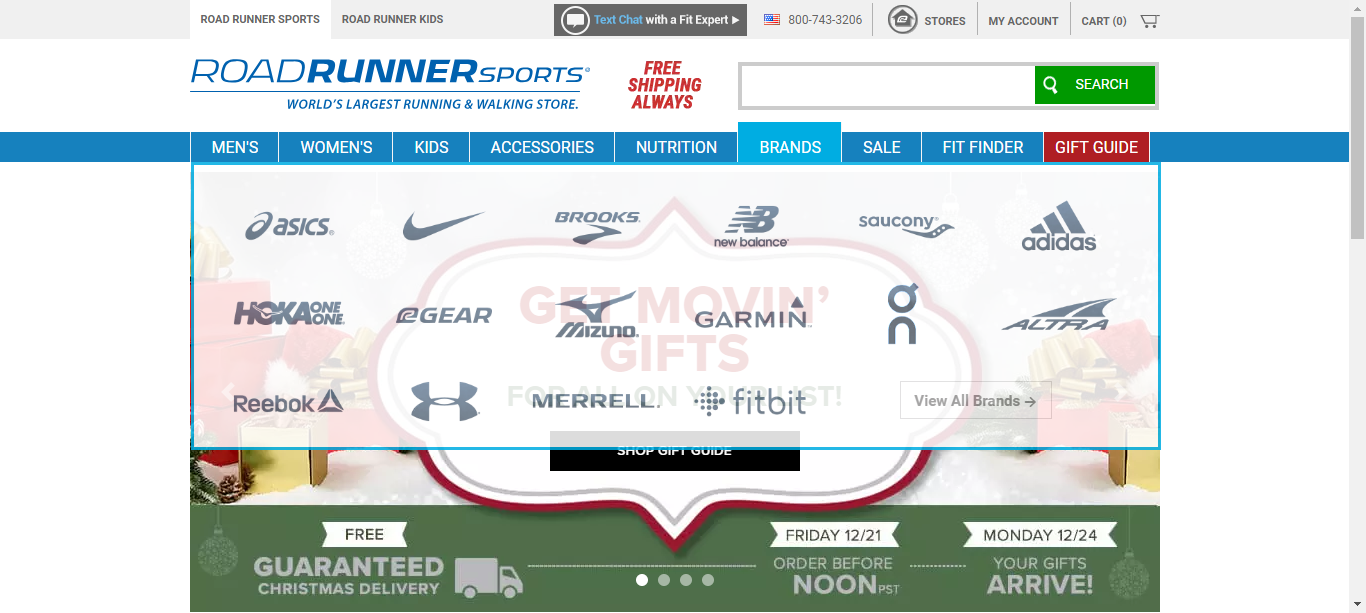 ROAD RUNNER SPORTS
ROAD RUNNER KIDS
Text Chat with a Fit Expert
800-743-3206
STORES
MY ACCOUNT
CART (0)
ROADRUNNERSPORTS
WORLD'S LARGEST RUNNING & WALKING STORE.
FREE
SHIPPING
ALWAYS
SEARCH
MEN'S
WOMEN'S
KIDS
ACCESSORIES
NUTRITION
BRANDS
SALE
FIT FINDER
GIFT GUIDE
asics
BROOKS
new balance
saucony
adidas
HOKA ONE ONE
GEAR
MIZUNO
GARMIN
on
ALTRA
GET MOVIN'
GIFTS
FOR ALL ON YOUR LIST!
Reebok
MERRELL
fitbit
View All Brands →
SHOP GIFT GUIDE
FREE
GUARANTEED
CHRISTMAS DELIVERY
FRIDAY 12/21
ORDER BEFORE
NOON PST
MONDAY 12/24
YOUR GIFTS
ARRIVE!